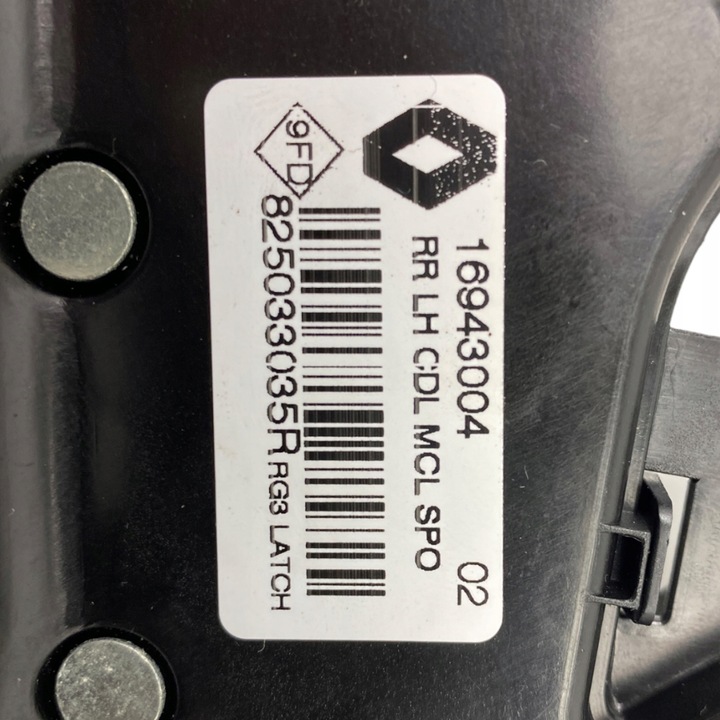 16943004 02
RR LH CDL MCL SPO
9FD
825033035R RG3 LATCH